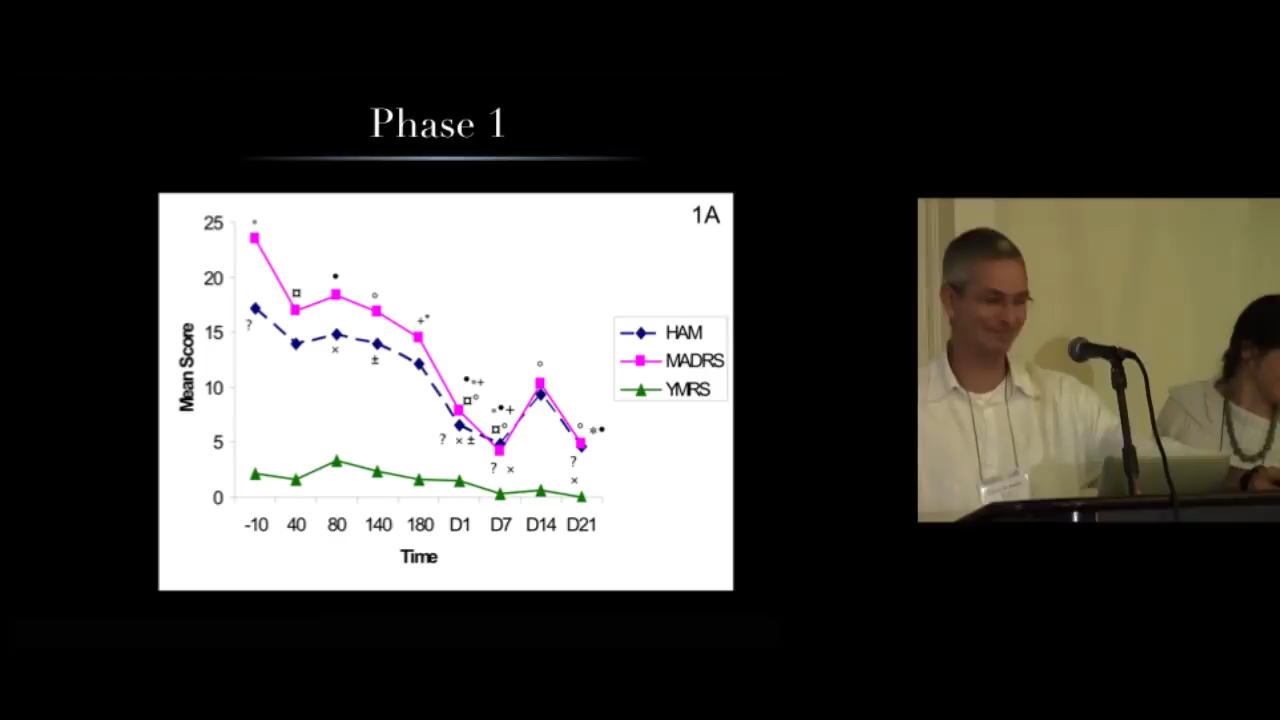 Phase 1
1A
25
20
15
10
5
0
Mean Score
-10 40 80 140 180 D1 D7 D14 D21
Time
HAM
MADRS
YMRS